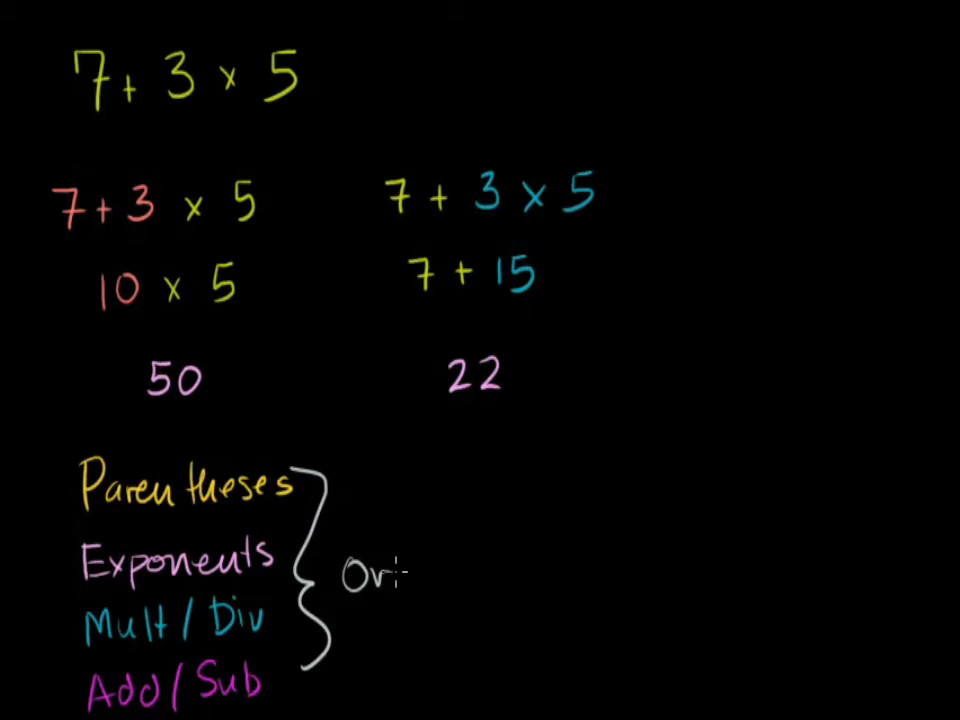 7 + 3 × 5
7 + 3 × 5
10 × 5
50
7 + 3 × 5
7 + 15
22
Parentheses
Exponents
Mult / Div
Add / Sub
Or